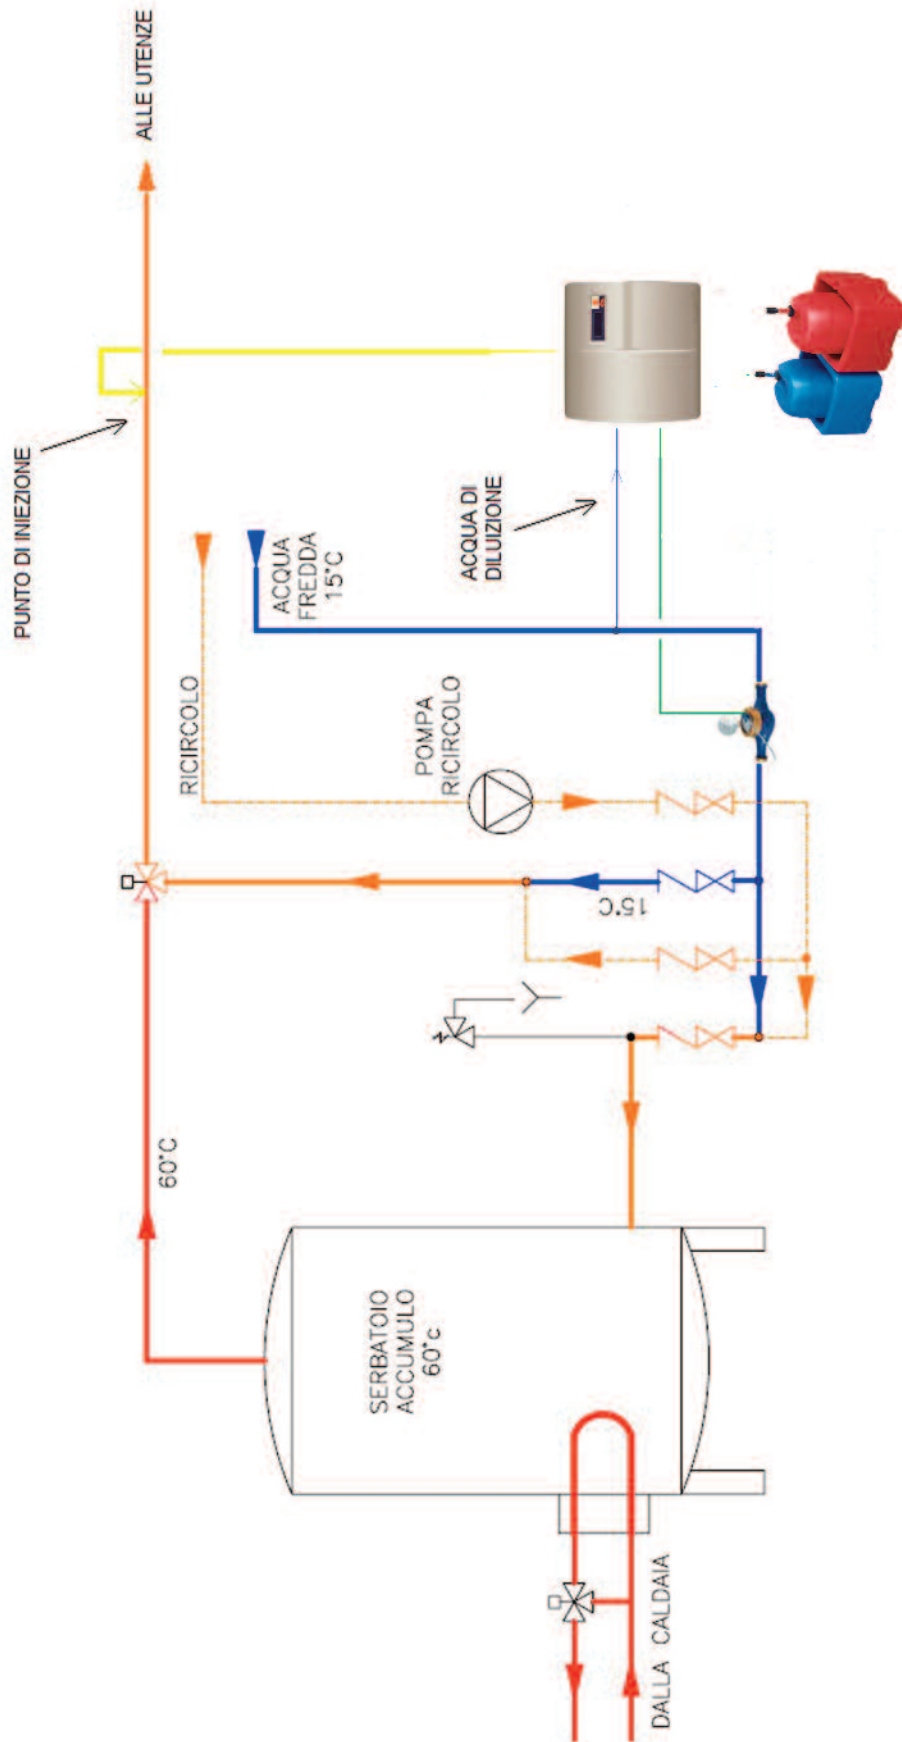 ALLE UTENZE
PUNTO DI INIEZIONE
ACQUA
FREDDA
15°C
ACQUA DI
DILUIZIONE
RICIRCOLO
POMPA
RICIRCOLO
15°C
60°C
SERBATOIO
ACCUMULO
60°c
DALLA CALDAIA